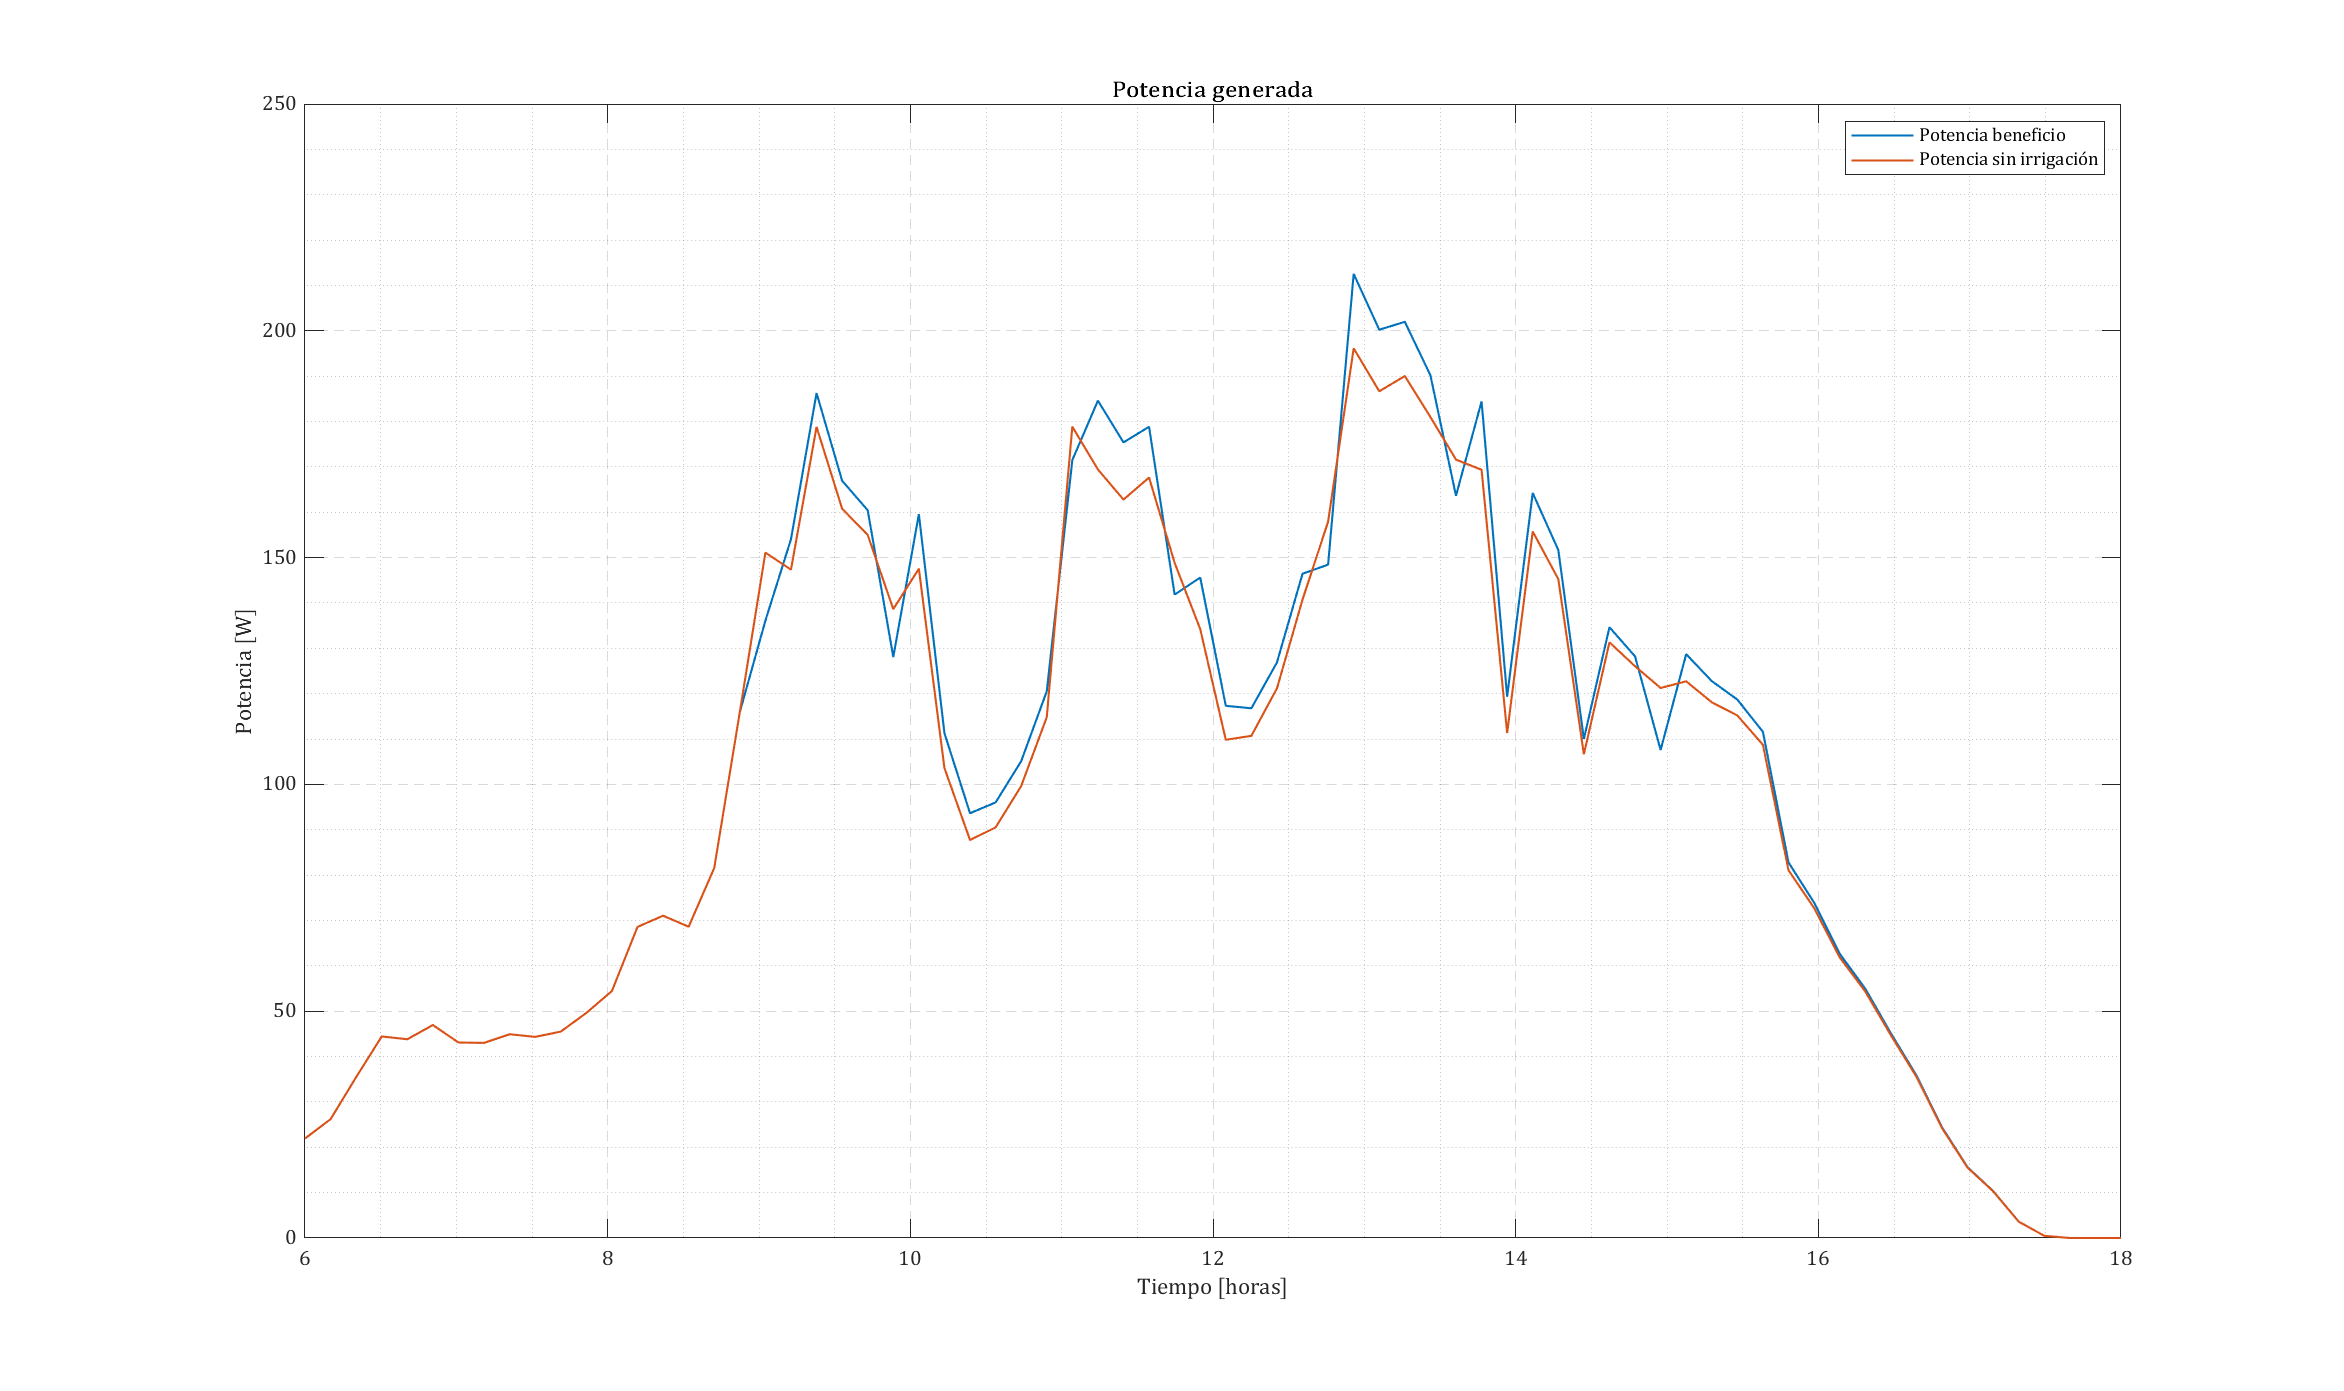 Potencia generada
250
200
150
100
50
0
Potencia [W]
Potencia beneficio
Potencia sin irrigación
6 8 10 12 14 16 18
Tiempo [horas]